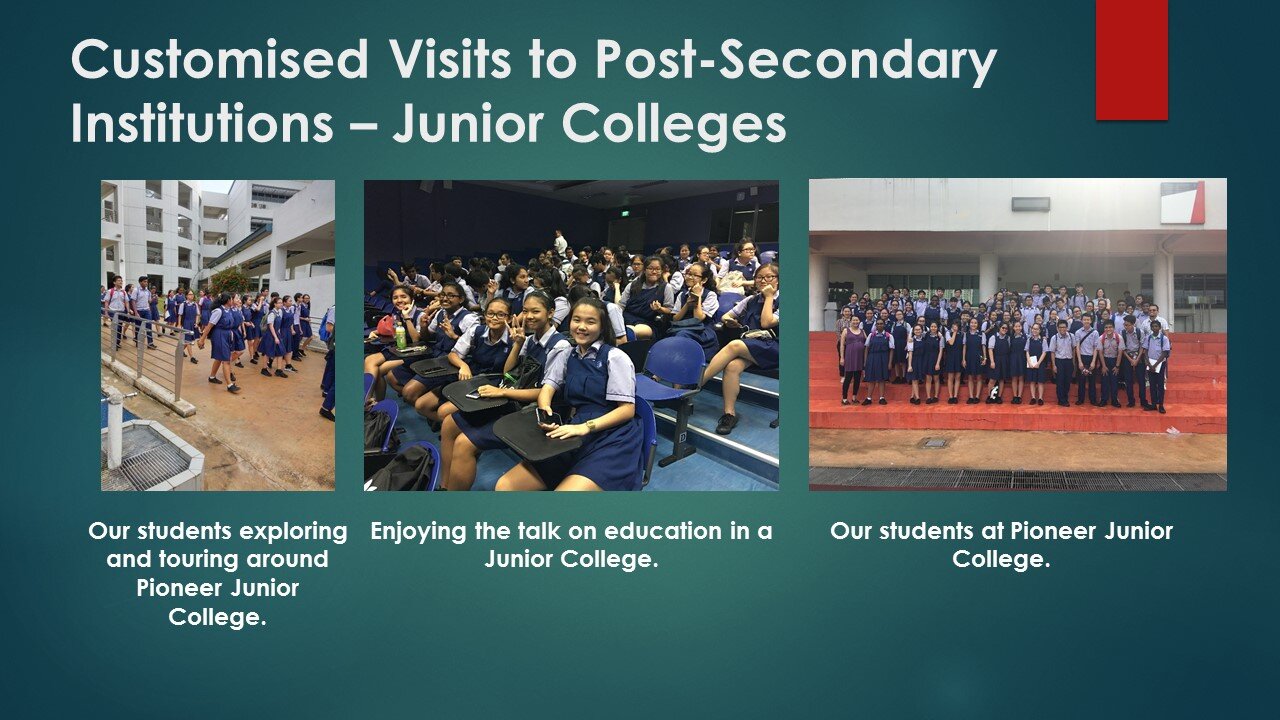 Customised Visits to Post-Secondary
Institutions – Junior Colleges
Our students exploring
and touring around
Pioneer Junior
College.
Enjoying the talk on education in a
Junior College.
Our students at Pioneer Junior
College.